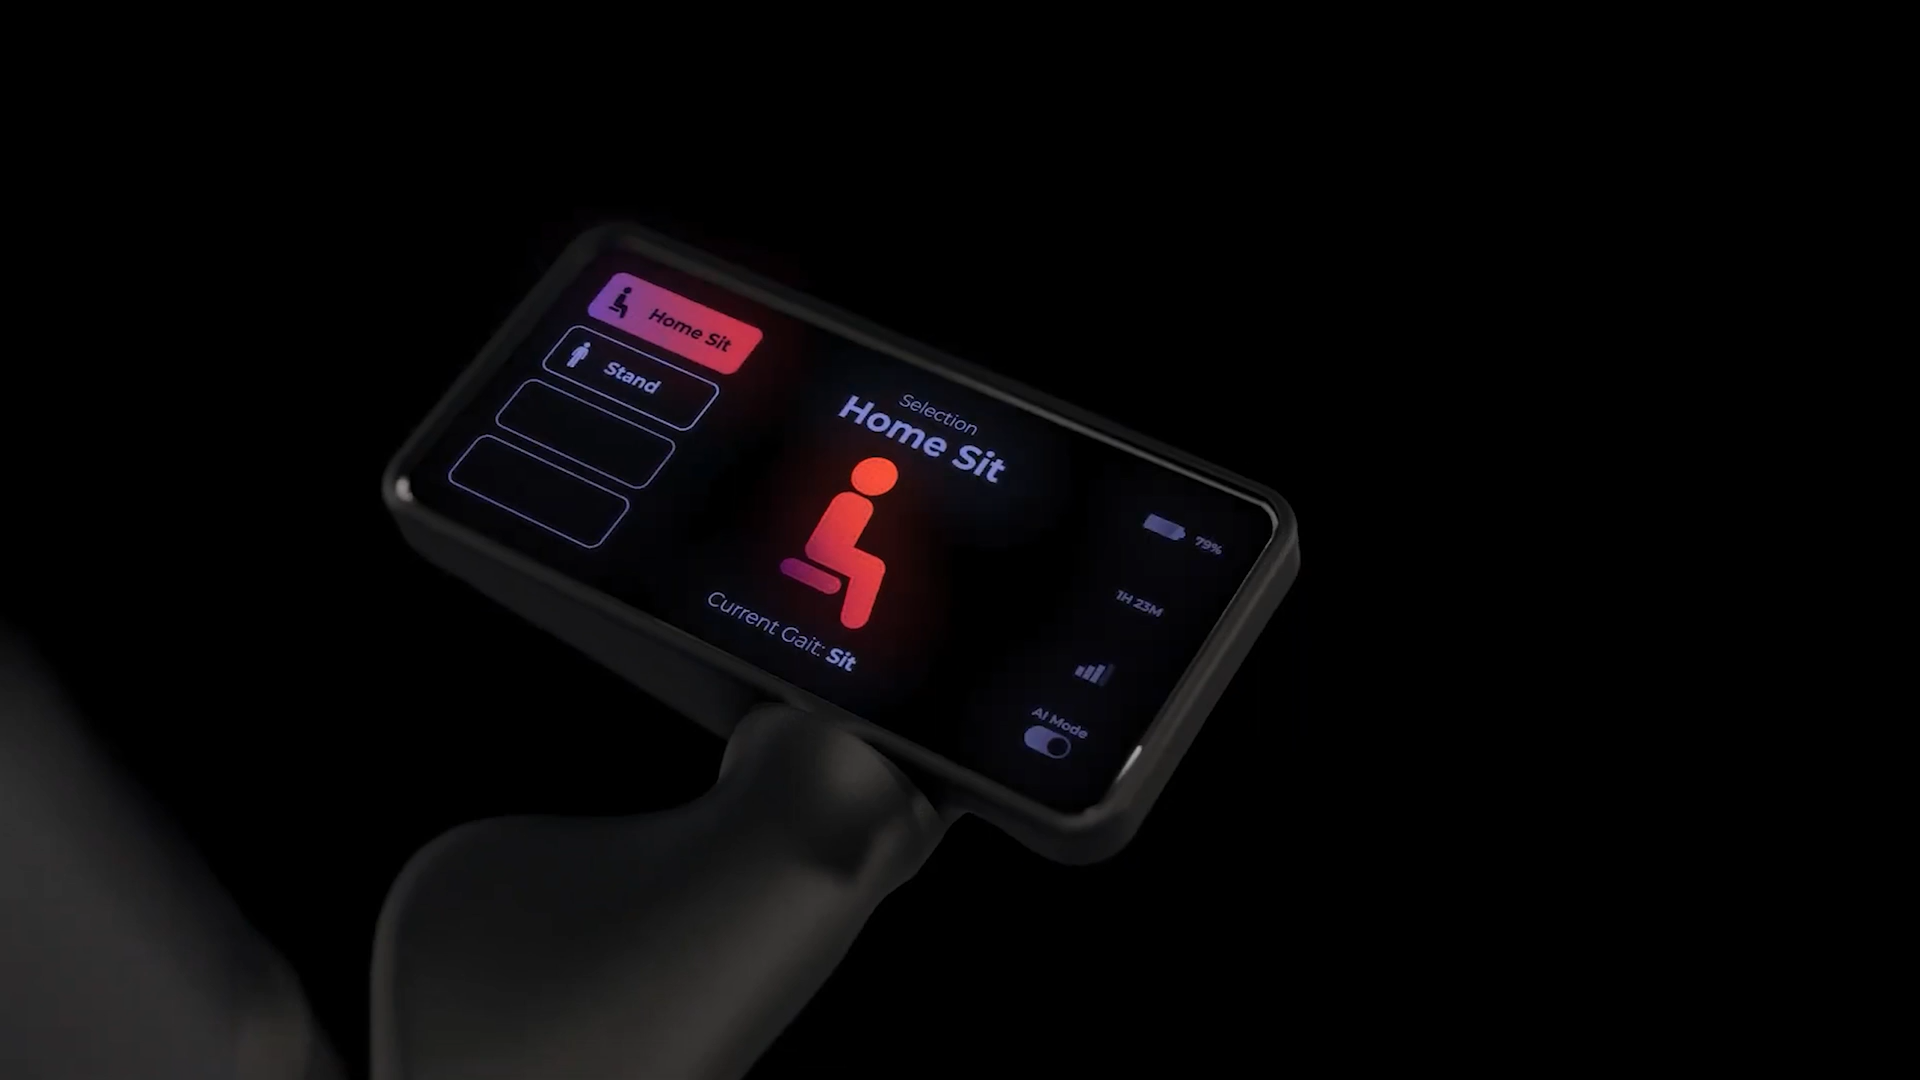 Home Sit
Stand
Selection
Home Sit
Current Gait: Sit
79%
1H 23M
AI Mode